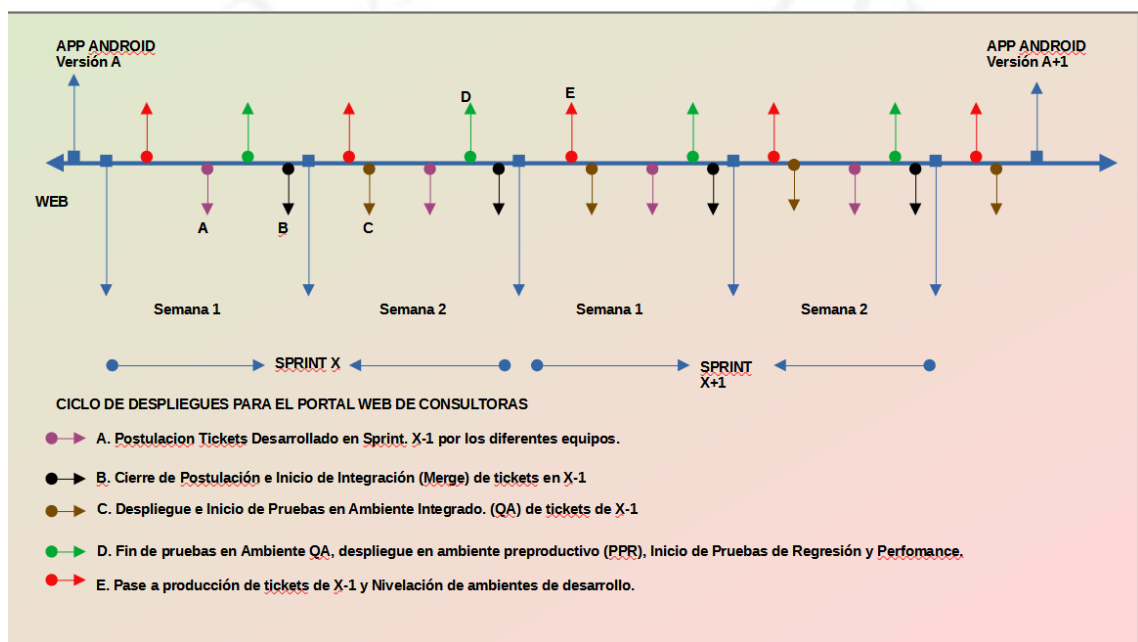 APP ANDROID
Versión A
APP ANDROID
Versión A+1
D
E
WEB
A
B
C
Semana 1
Semana 2
Semana 1
Semana 2
SPRINT X
SPRINT
X+1
CICLO DE DESPLIEGUES PARA EL PORTAL WEB DE CONSULTORAS
A. Postulacion Tickets Desarrollado en Sprint. X-1 por los diferentes equipos.
B. Cierre de Postulación e Inicio de Integración (Merge) de tickets en X-1
C. Despliegue e Inicio de Pruebas en Ambiente Integrado. (QA) de tickets de X-1
D. Fin de pruebas en Ambiente QA, despliegue en ambiente preproductivo (PPR), Inicio de Pruebas de Regresión y Perfomance.
E. Pase a producción de tickets de X-1 y Nivelación de ambientes de desarrollo.